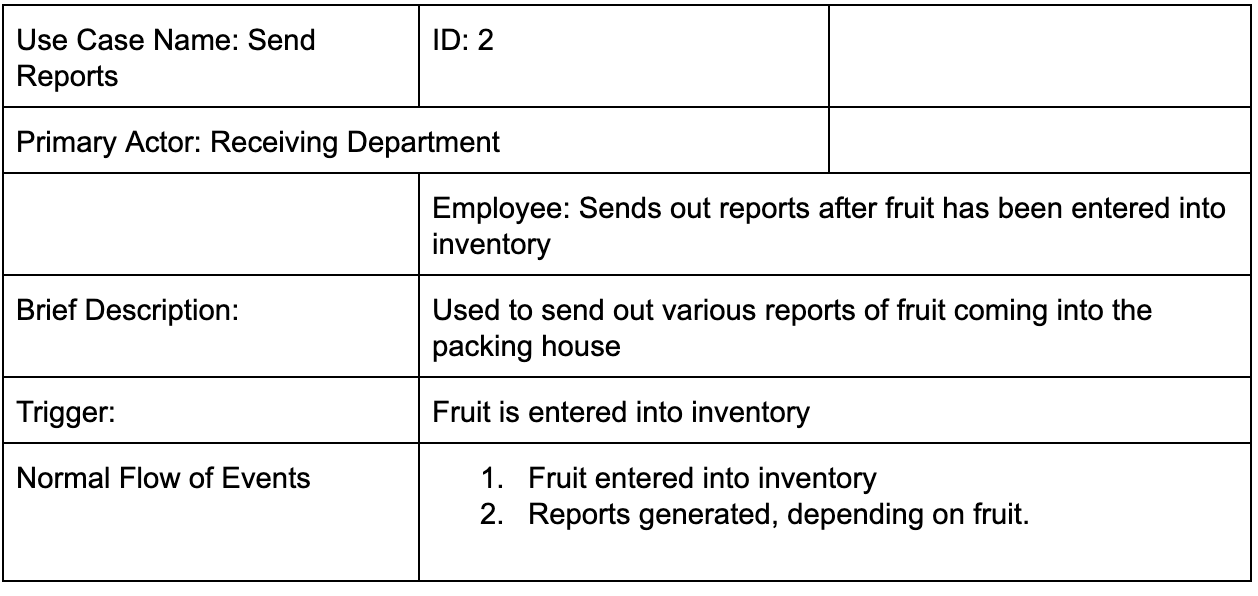 Use Case Name: Send
Reports
ID: 2
Primary Actor: Receiving Department
Employee: Sends out reports after fruit has been entered into
inventory
Brief Description:
Used to send out various reports of fruit coming into the
packing house
Trigger:
Fruit is entered into inventory
Normal Flow of Events
1. Fruit entered into inventory
2. Reports generated, depending on fruit.